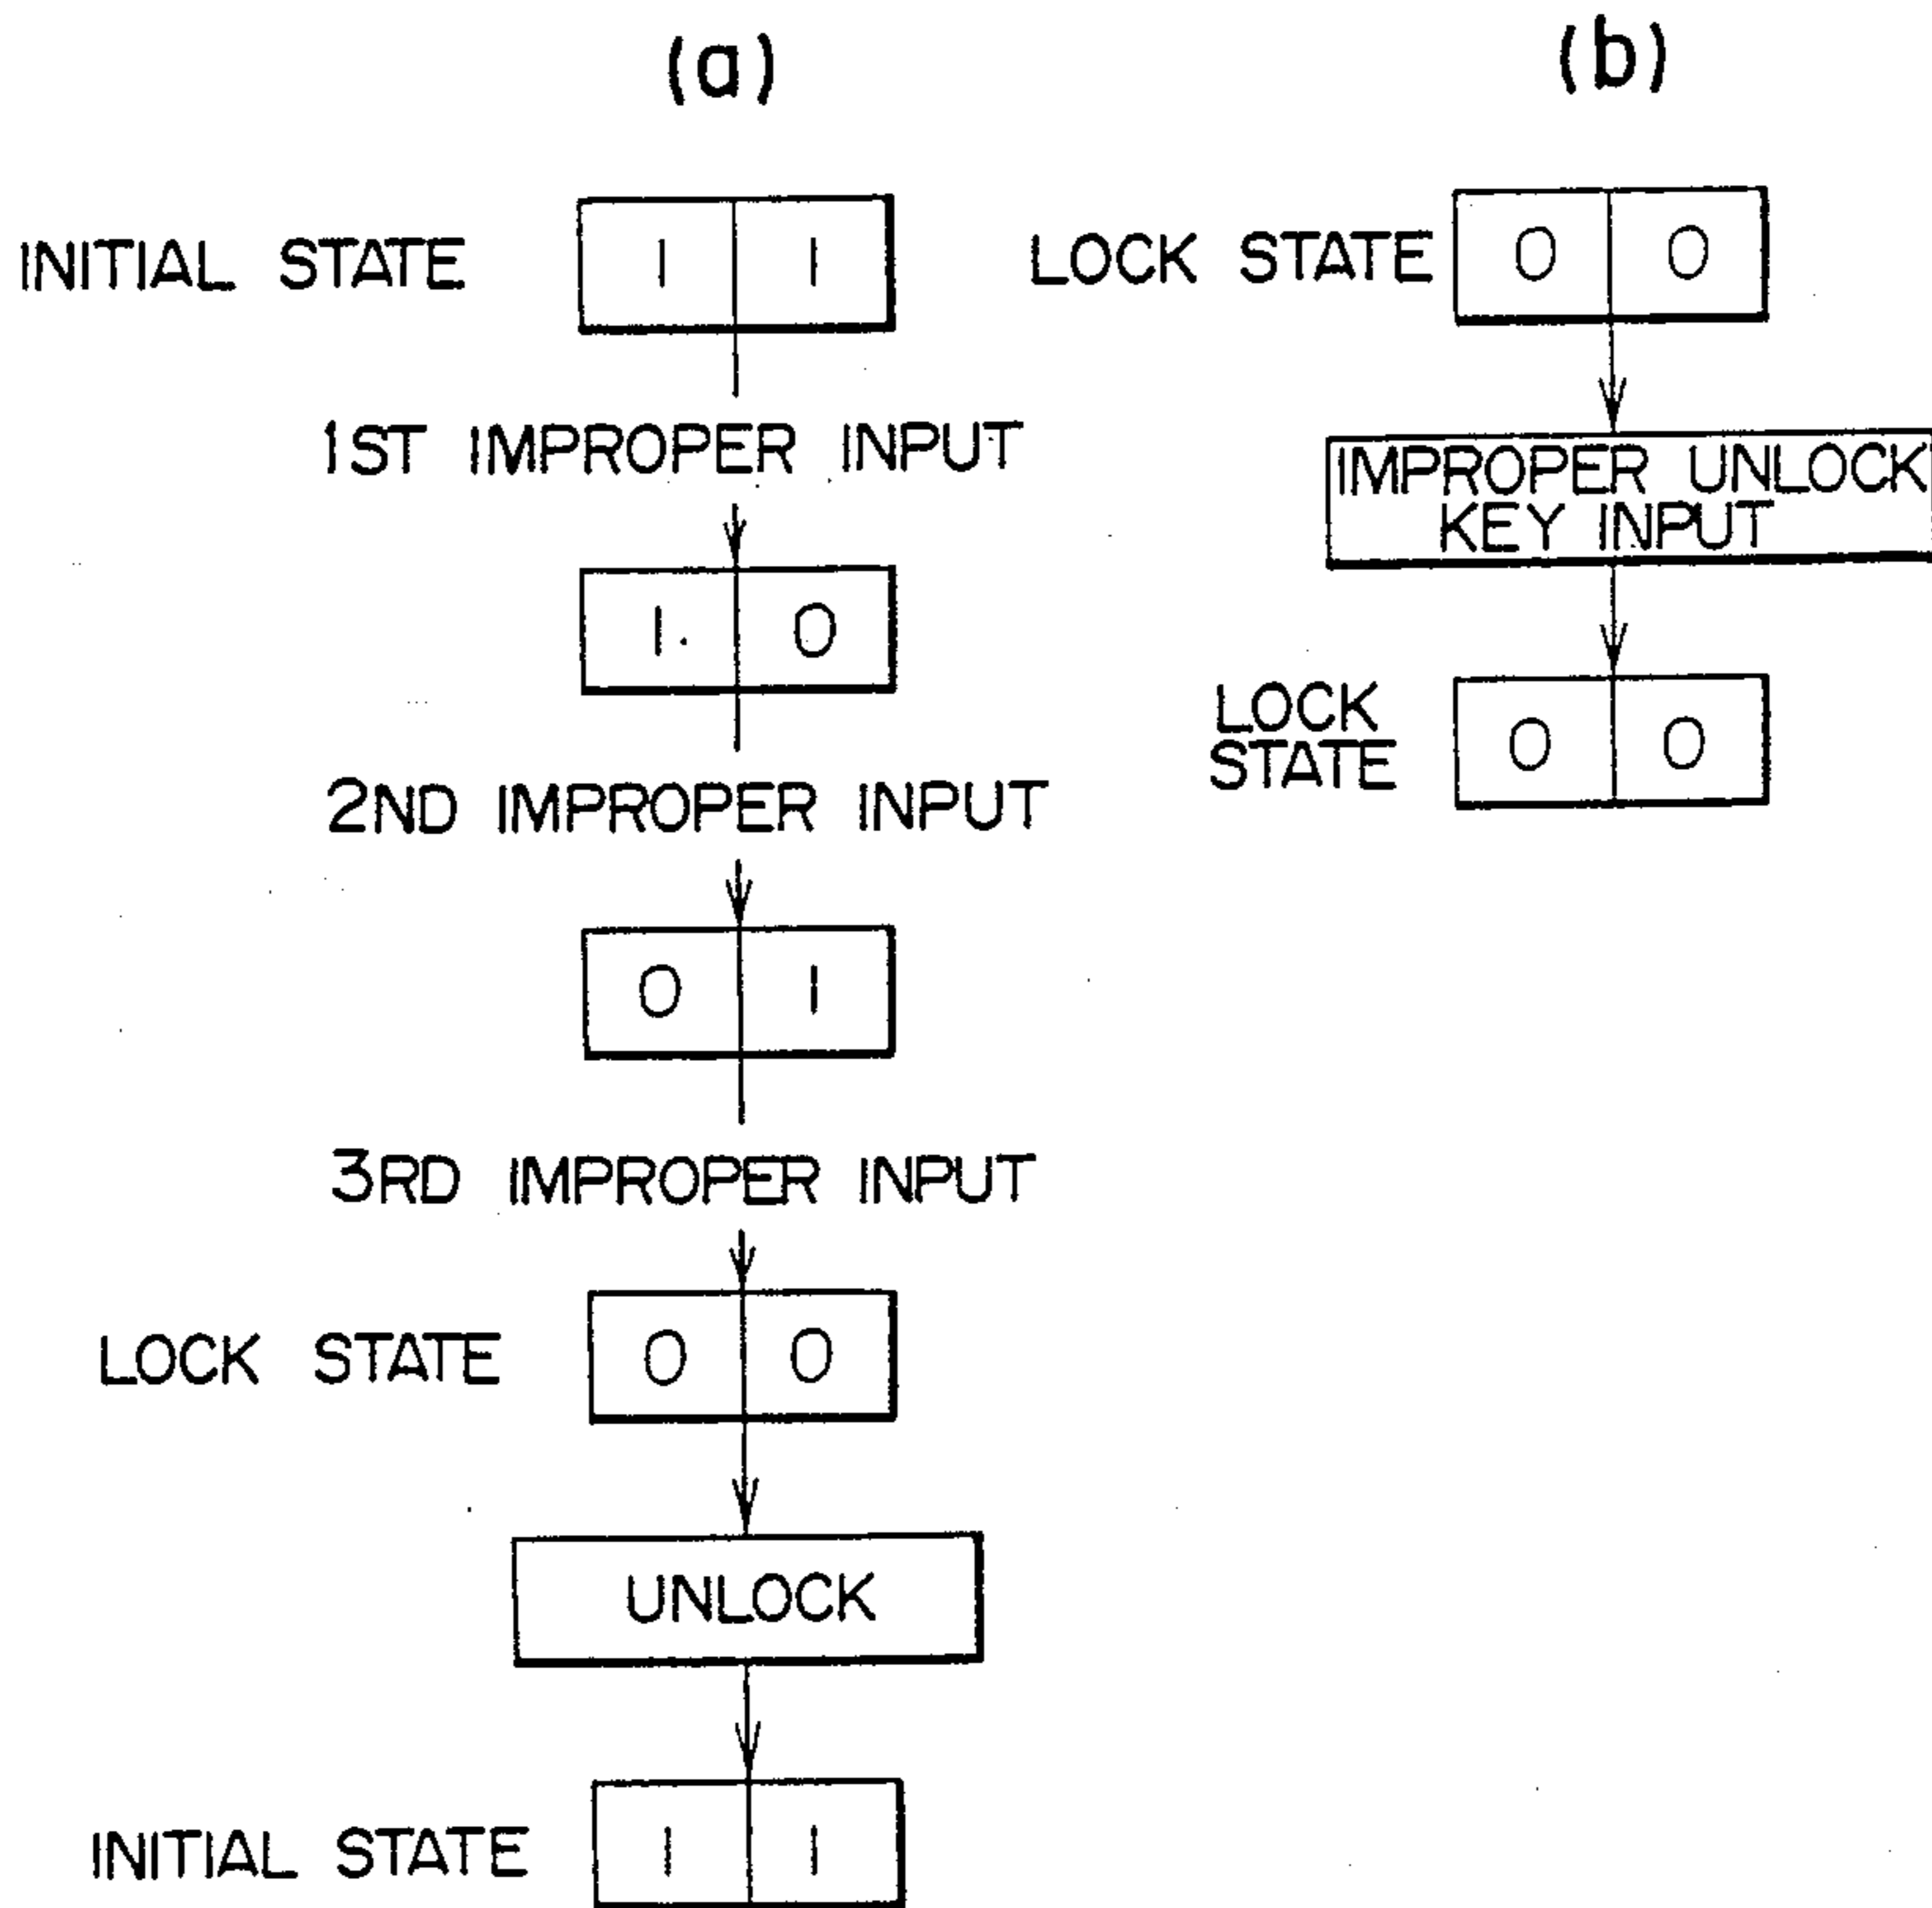 (a)
INITIAL STATE 1 1
1ST IMPROPER INPUT
1 0
2ND IMPROPER INPUT
0 1
3RD IMPROPER INPUT
LOCK STATE 0 0
UNLOCK
INITIAL STATE 1 1
(b)
LOCK STATE 0 0
IMPROPER UNLOCK
KEY INPUT
LOCK
STATE
0 0